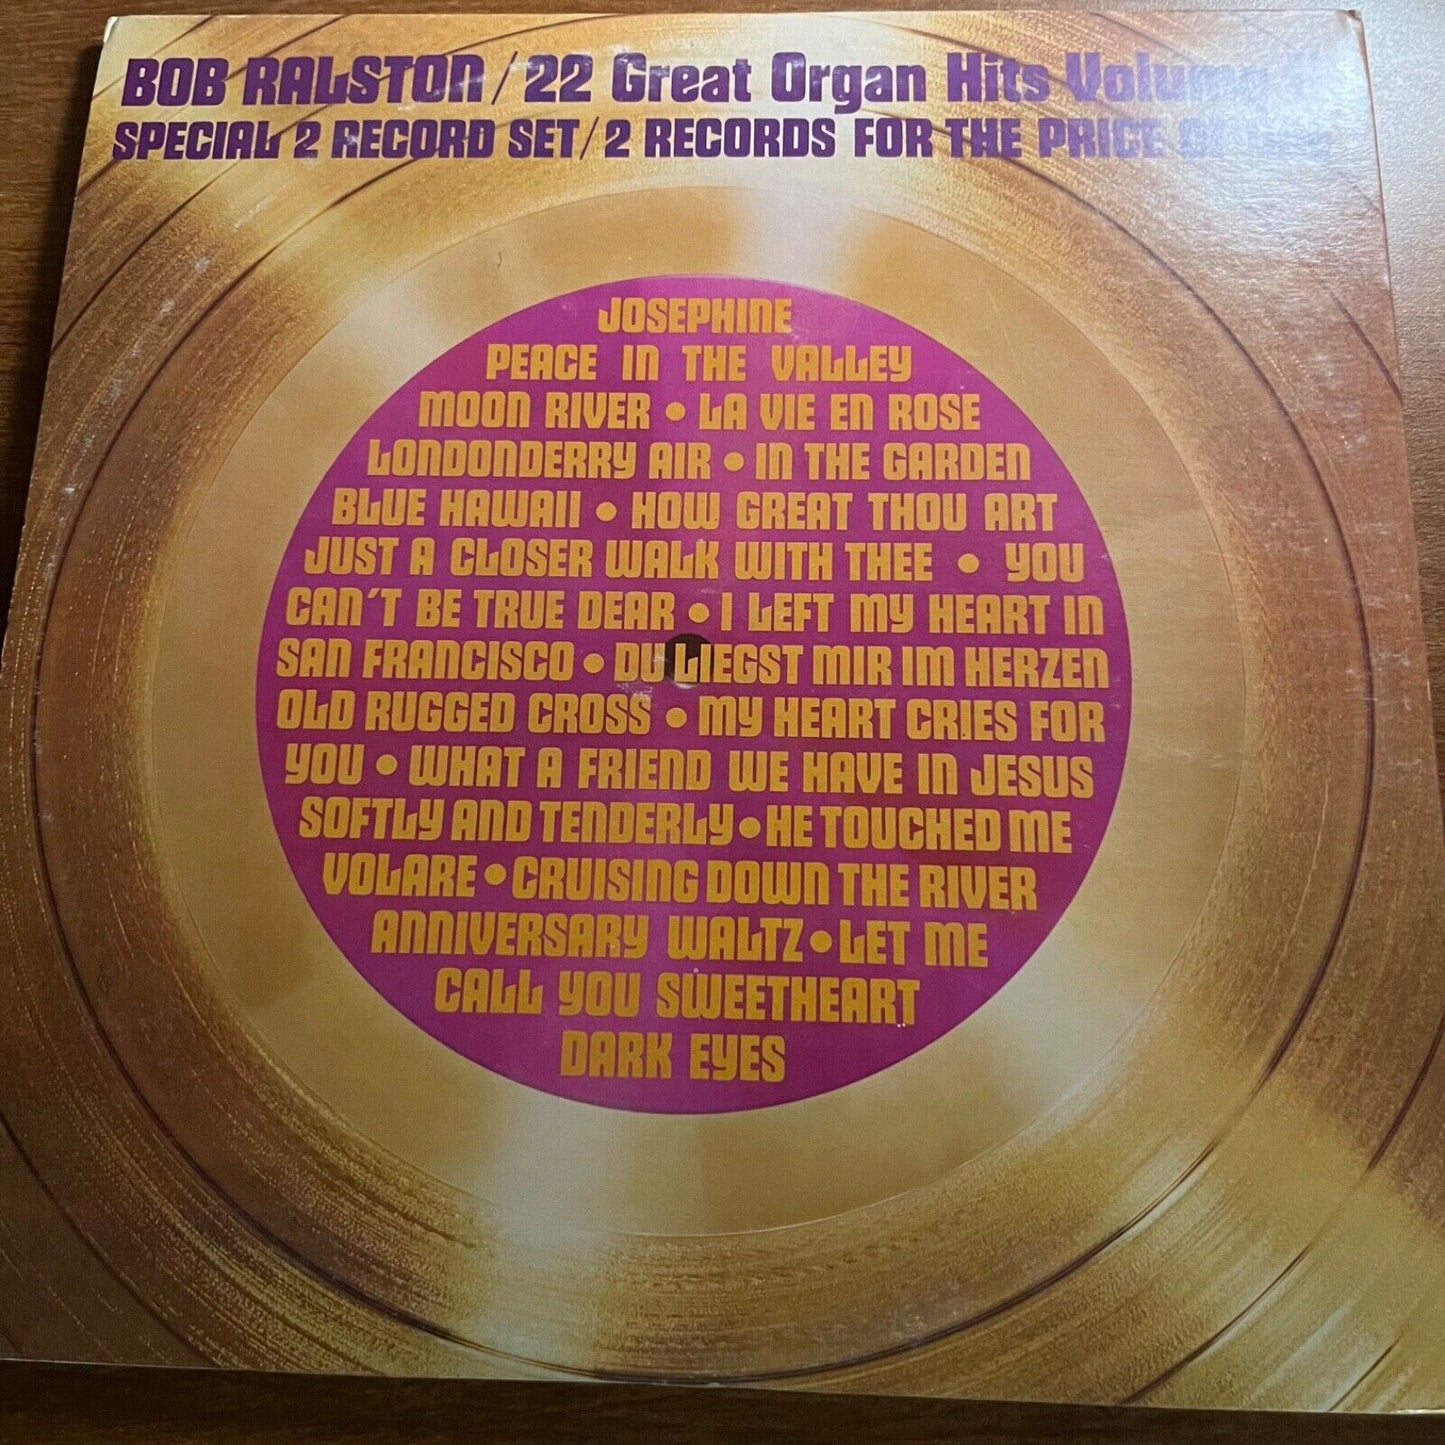 BOB RALSTON / 22 Great Organ Hits Volume
SPECIAL 2 RECORD SET / 2 RECORDS FOR THE PRICE
JOSEPHINE
PEACE IN THE VALLEY
MOON RIVER • LA VIE EN ROSE
LONDONDERRY AIR • IN THE GARDEN
BLUE HAWAII • HOW GREAT THOU ART
JUST A CLOSER WALK WITH THEE • YOU
CAN'T BE TRUE DEAR • I LEFT MY HEART IN
SAN FRANCISCO • DU LIEGST MIR IM HERZEN
OLD RUGGED CROSS • MY HEART CRIES FOR
YOU • WHAT A FRIEND WE HAVE IN JESUS
SOFTLY AND TENDERLY • HE TOUCHED ME
VOLARE • CRUISING DOWN THE RIVER
ANNIVERSARY WALTZ • LET ME
CALL YOU SWEETHEART
DARK EYES